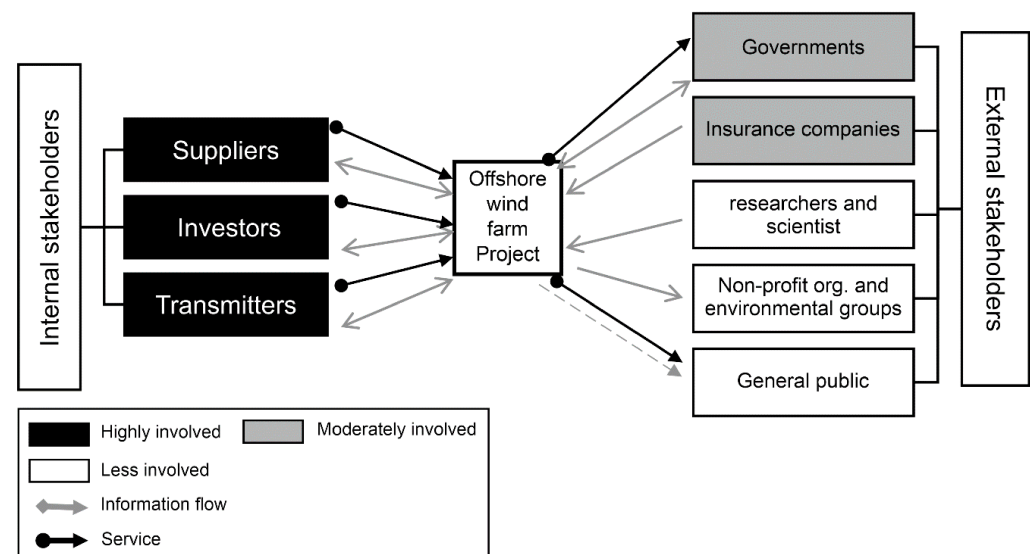 Internal stakeholders
Suppliers
Investors
Transmitters
Offshore
wind
farm
Project
Governments
Insurance companies
researchers and
scientist
Non-profit org. and
environmental groups
General public
External stakeholders
Highly involved
Moderately involved
Less involved
Information flow
Service